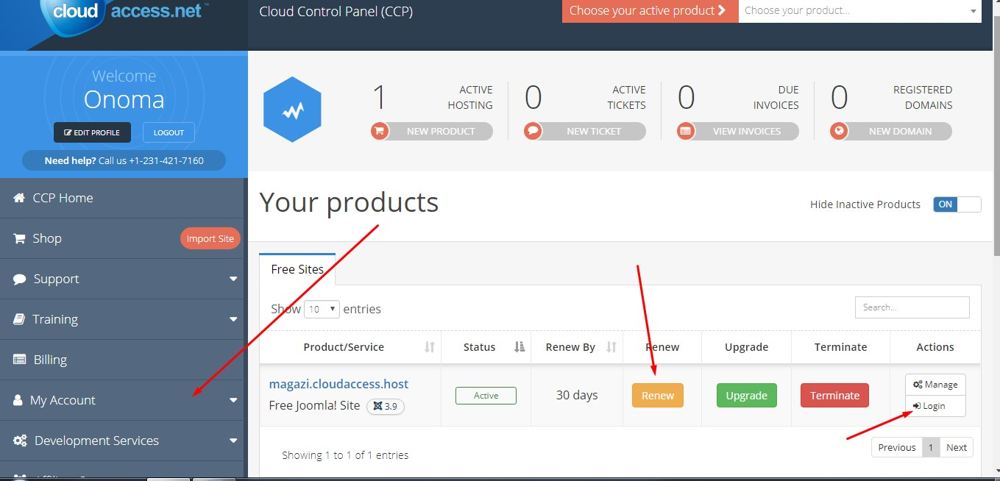 cloudaccess.net™
Cloud Control Panel (CCP)
Choose your active product
Choose your product...
Welcome
Onoma
EDIT PROFILE
LOGOUT
Need help? Call us +1-231-421-7160
CCP Home
Shop
Import Site
Support
Training
Billing
My Account
Development Services
1
ACTIVE
HOSTING
NEW PRODUCT
0
ACTIVE
TICKETS
NEW TICKET
0
DUE
INVOICES
VIEW INVOICES
0
REGISTERED
DOMAINS
NEW DOMAIN
Your products
Hide Inactive Products
ON
Free Sites
Show 10 entries
Search...
Product/Service Status Renew By Renew Upgrade Terminate Actions
magazi.cloudaccess.host
Free Joomla! Site 3.9
Active
30 days
Renew
Upgrade
Terminate
Manage
Login
Showing 1 to 1 of 1 entries
Previous 1 Next